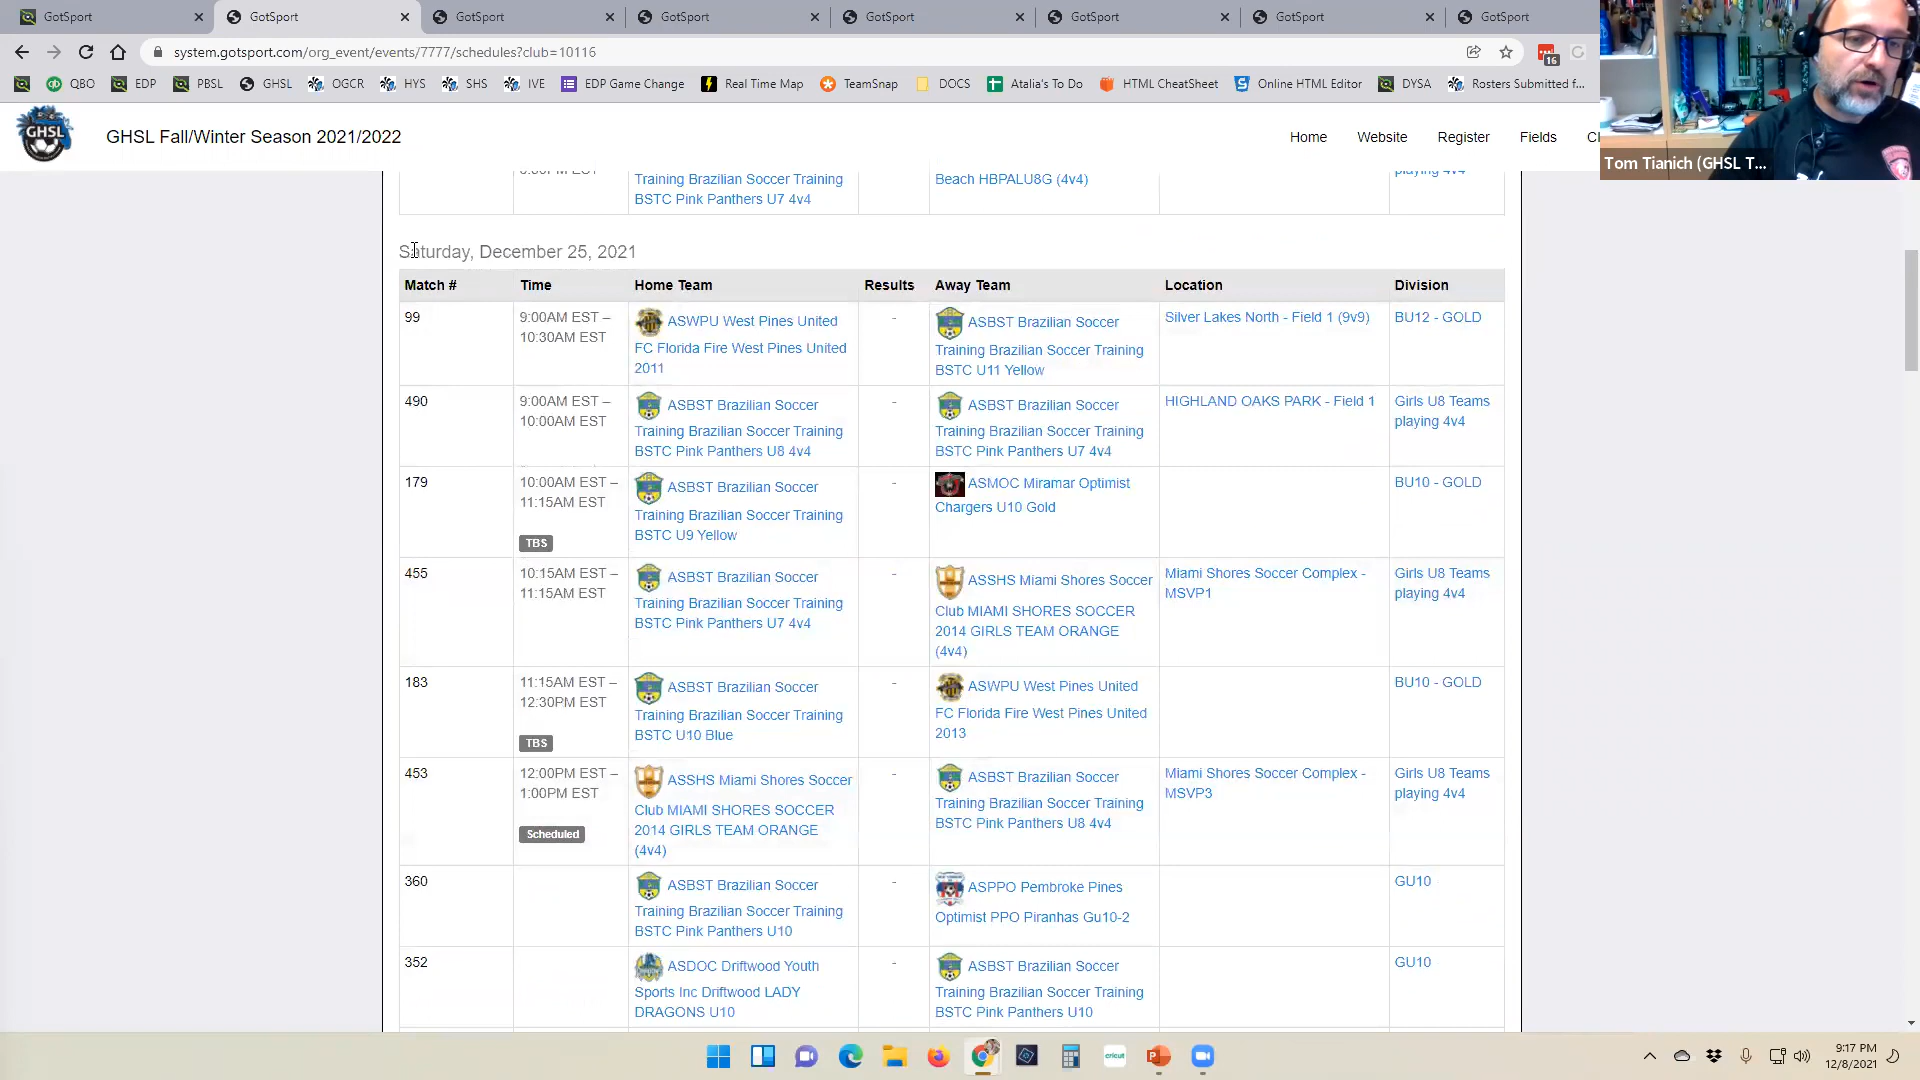 GotSport GotSport GotSport GotSport GotSport GotSport GotSport GotSport
system.gotsport.com/org_event/events/7777/schedules?club=10116 16
QBO EDP PBSL GHSL OGCR HYS SHS IVE EDP Game Change Real Time Map TeamSnap DOCS Atalia's To Do HTML CheatSheet Online HTML Editor DYSA Rosters Submitted f...
GHSL
GHSL Fall/Winter Season 2021/2022 Home Website Register Fields
Tom Tianich (GHSL T...
Training Brazilian Soccer Training Beach HBPALU8G (4v4) playing 4v4
BSTC Pink Panthers U7 4v4
Saturday, December 25, 2021
Match # Time Home Team Results Away Team Location Division
99 9:00AM EST – ASWPU West Pines United - ASBST Brazilian Soccer Silver Lakes North - Field 1 (9v9) BU12 - GOLD
10:30AM EST FC Florida Fire West Pines United Training Brazilian Soccer Training
2011 BSTC U11 Yellow
490 9:00AM EST – ASBST Brazilian Soccer - ASBST Brazilian Soccer HIGHLAND OAKS PARK - Field 1 Girls U8 Teams
10:00AM EST Training Brazilian Soccer Training Training Brazilian Soccer Training playing 4v4
BSTC Pink Panthers U8 4v4 BSTC Pink Panthers U7 4v4
179 10:00AM EST – ASBST Brazilian Soccer - ASMOC Miramar Optimist BU10 - GOLD
11:15AM EST Training Brazilian Soccer Training Chargers U10 Gold
TBS BSTC U9 Yellow
455 10:15AM EST – ASBST Brazilian Soccer - ASSHS Miami Shores Soccer Miami Shores Soccer Complex - Girls U8 Teams
11:15AM EST Training Brazilian Soccer Training Club MIAMI SHORES SOCCER MSVP1 playing 4v4
BSTC Pink Panthers U7 4v4 2014 GIRLS TEAM ORANGE
(4v4)
183 11:15AM EST – ASBST Brazilian Soccer - ASWPU West Pines United BU10 - GOLD
12:30PM EST Training Brazilian Soccer Training FC Florida Fire West Pines United
TBS BSTC U10 Blue 2013
453 12:00PM EST – ASSHS Miami Shores Soccer - ASBST Brazilian Soccer Miami Shores Soccer Complex - Girls U8 Teams
1:00PM EST Club MIAMI SHORES SOCCER Training Brazilian Soccer Training MSVP3 playing 4v4
Scheduled 2014 GIRLS TEAM ORANGE BSTC Pink Panthers U8 4v4
(4v4)
360 ASBST Brazilian Soccer - ASPPO Pembroke Pines GU10
Training Brazilian Soccer Training Optimist PPO Piranhas Gu10-2
BSTC Pink Panthers U10
352 ASDOC Driftwood Youth - ASBST Brazilian Soccer GU10
Sports Inc Driftwood LADY Training Brazilian Soccer Training
DRAGONS U10 BSTC Pink Panthers U10
cricut
9:17 PM
12/8/2021